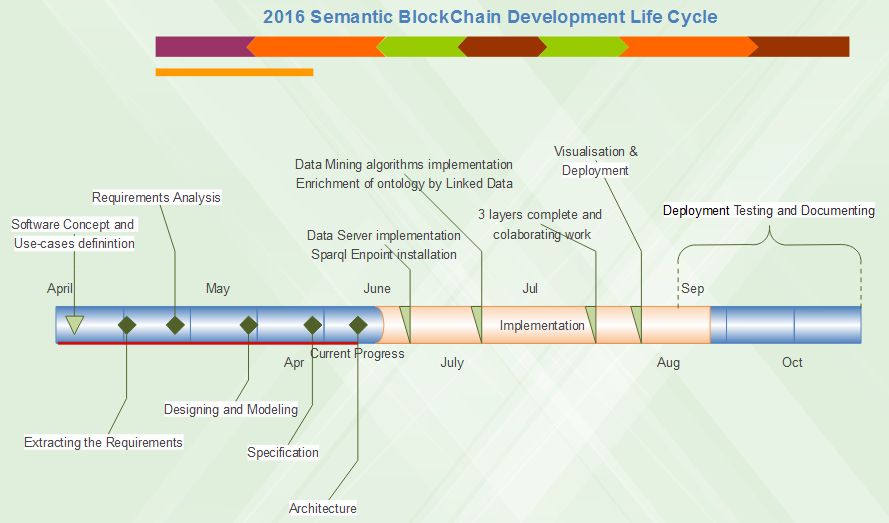 2016 Semantic BlockChain Development Life Cycle
Visualisation &
Deployment
Data Mining algorithms implementation
Enrichment of ontology by Linked Data
Requirements Analysis
Software Concept and
Use-cases definintion
Data Server implementation
Sparql Enpoint installation
3 layers complete and
colaborating work
Deployment Testing and Documenting
April
May
June
Jul
Sep
Implementation
Current Progress
Apr
July
Aug
Oct
Designing and Modeling
Extracting the Requirements
Specification
Architecture